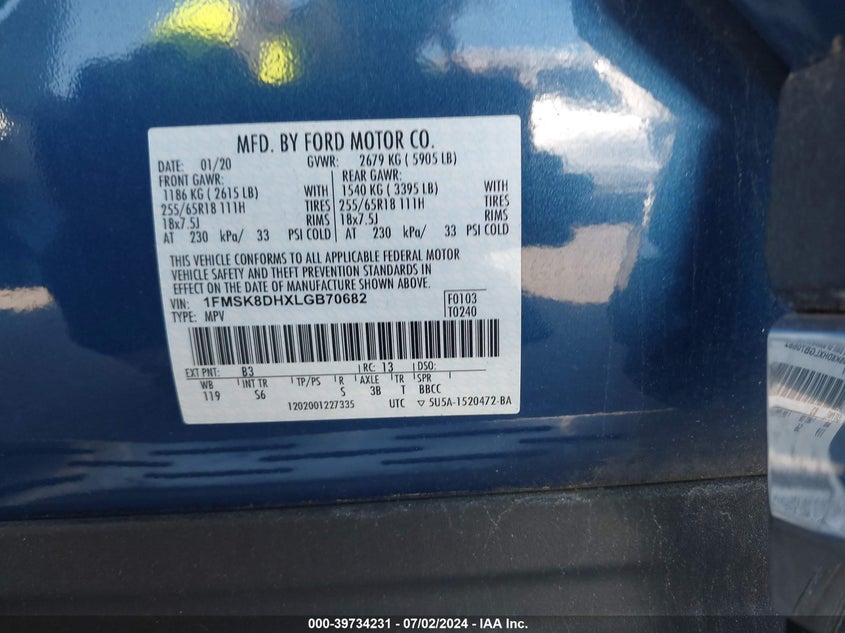 MFD. BY FORD MOTOR CO.
DATE: 01/20 GVWR: 2679 KG ( 5905 LB)
FRONT GAWR: REAR GAWR:
1186 KG ( 2615 LB) WITH 1540 KG ( 3395 LB) WITH
255/65R18 111H TIRES 255/65R18 111H TIRES
18x7.5J RIMS 18x7.5J RIMS
AT 230 kPa/ 33 PSI COLD AT 230 kPa/ 33 PSI COLD
THIS VEHICLE CONFORMS TO ALL APPLICABLE FEDERAL MOTOR
VEHICLE SAFETY AND THEFT PREVENTION STANDARDS IN
EFFECT ON THE DATE OF MANUFACTURE SHOWN ABOVE.
VIN: 1FMSK8DHXLGB70682 F0103
TYPE: MPV T0240
EXT PNT: B3 RC: 13 DSO:
WB INT TR TP/PS R AXLE TR SPR
119 S6 S 3B T BBCC
1202001227335 UTC ▽ 5U5A-1520472-BA
000-39734231 - 07/02/2024 - IAA Inc.